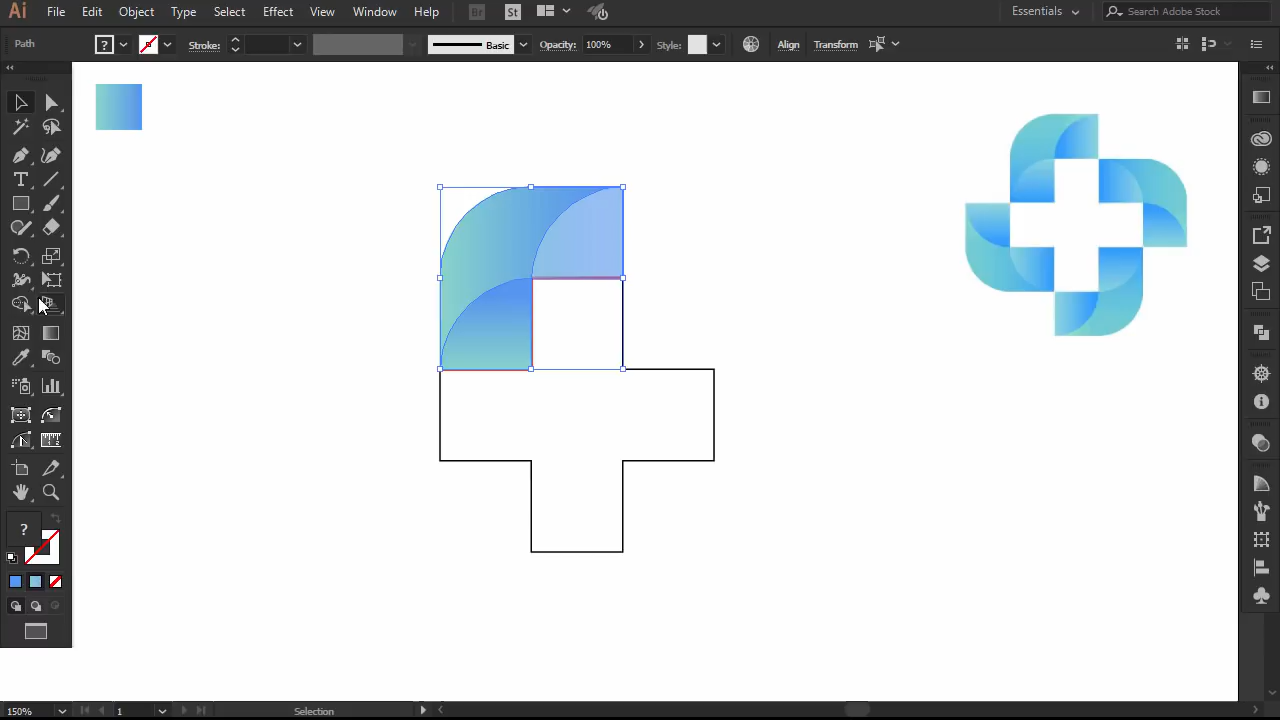 Ai File Edit Object Type Select Effect View Window Help Br St Essentials Search Adobe Stock
Path ? Stroke: Basic Opacity: 100% Style: Align Transform
?
150% 1 Selection